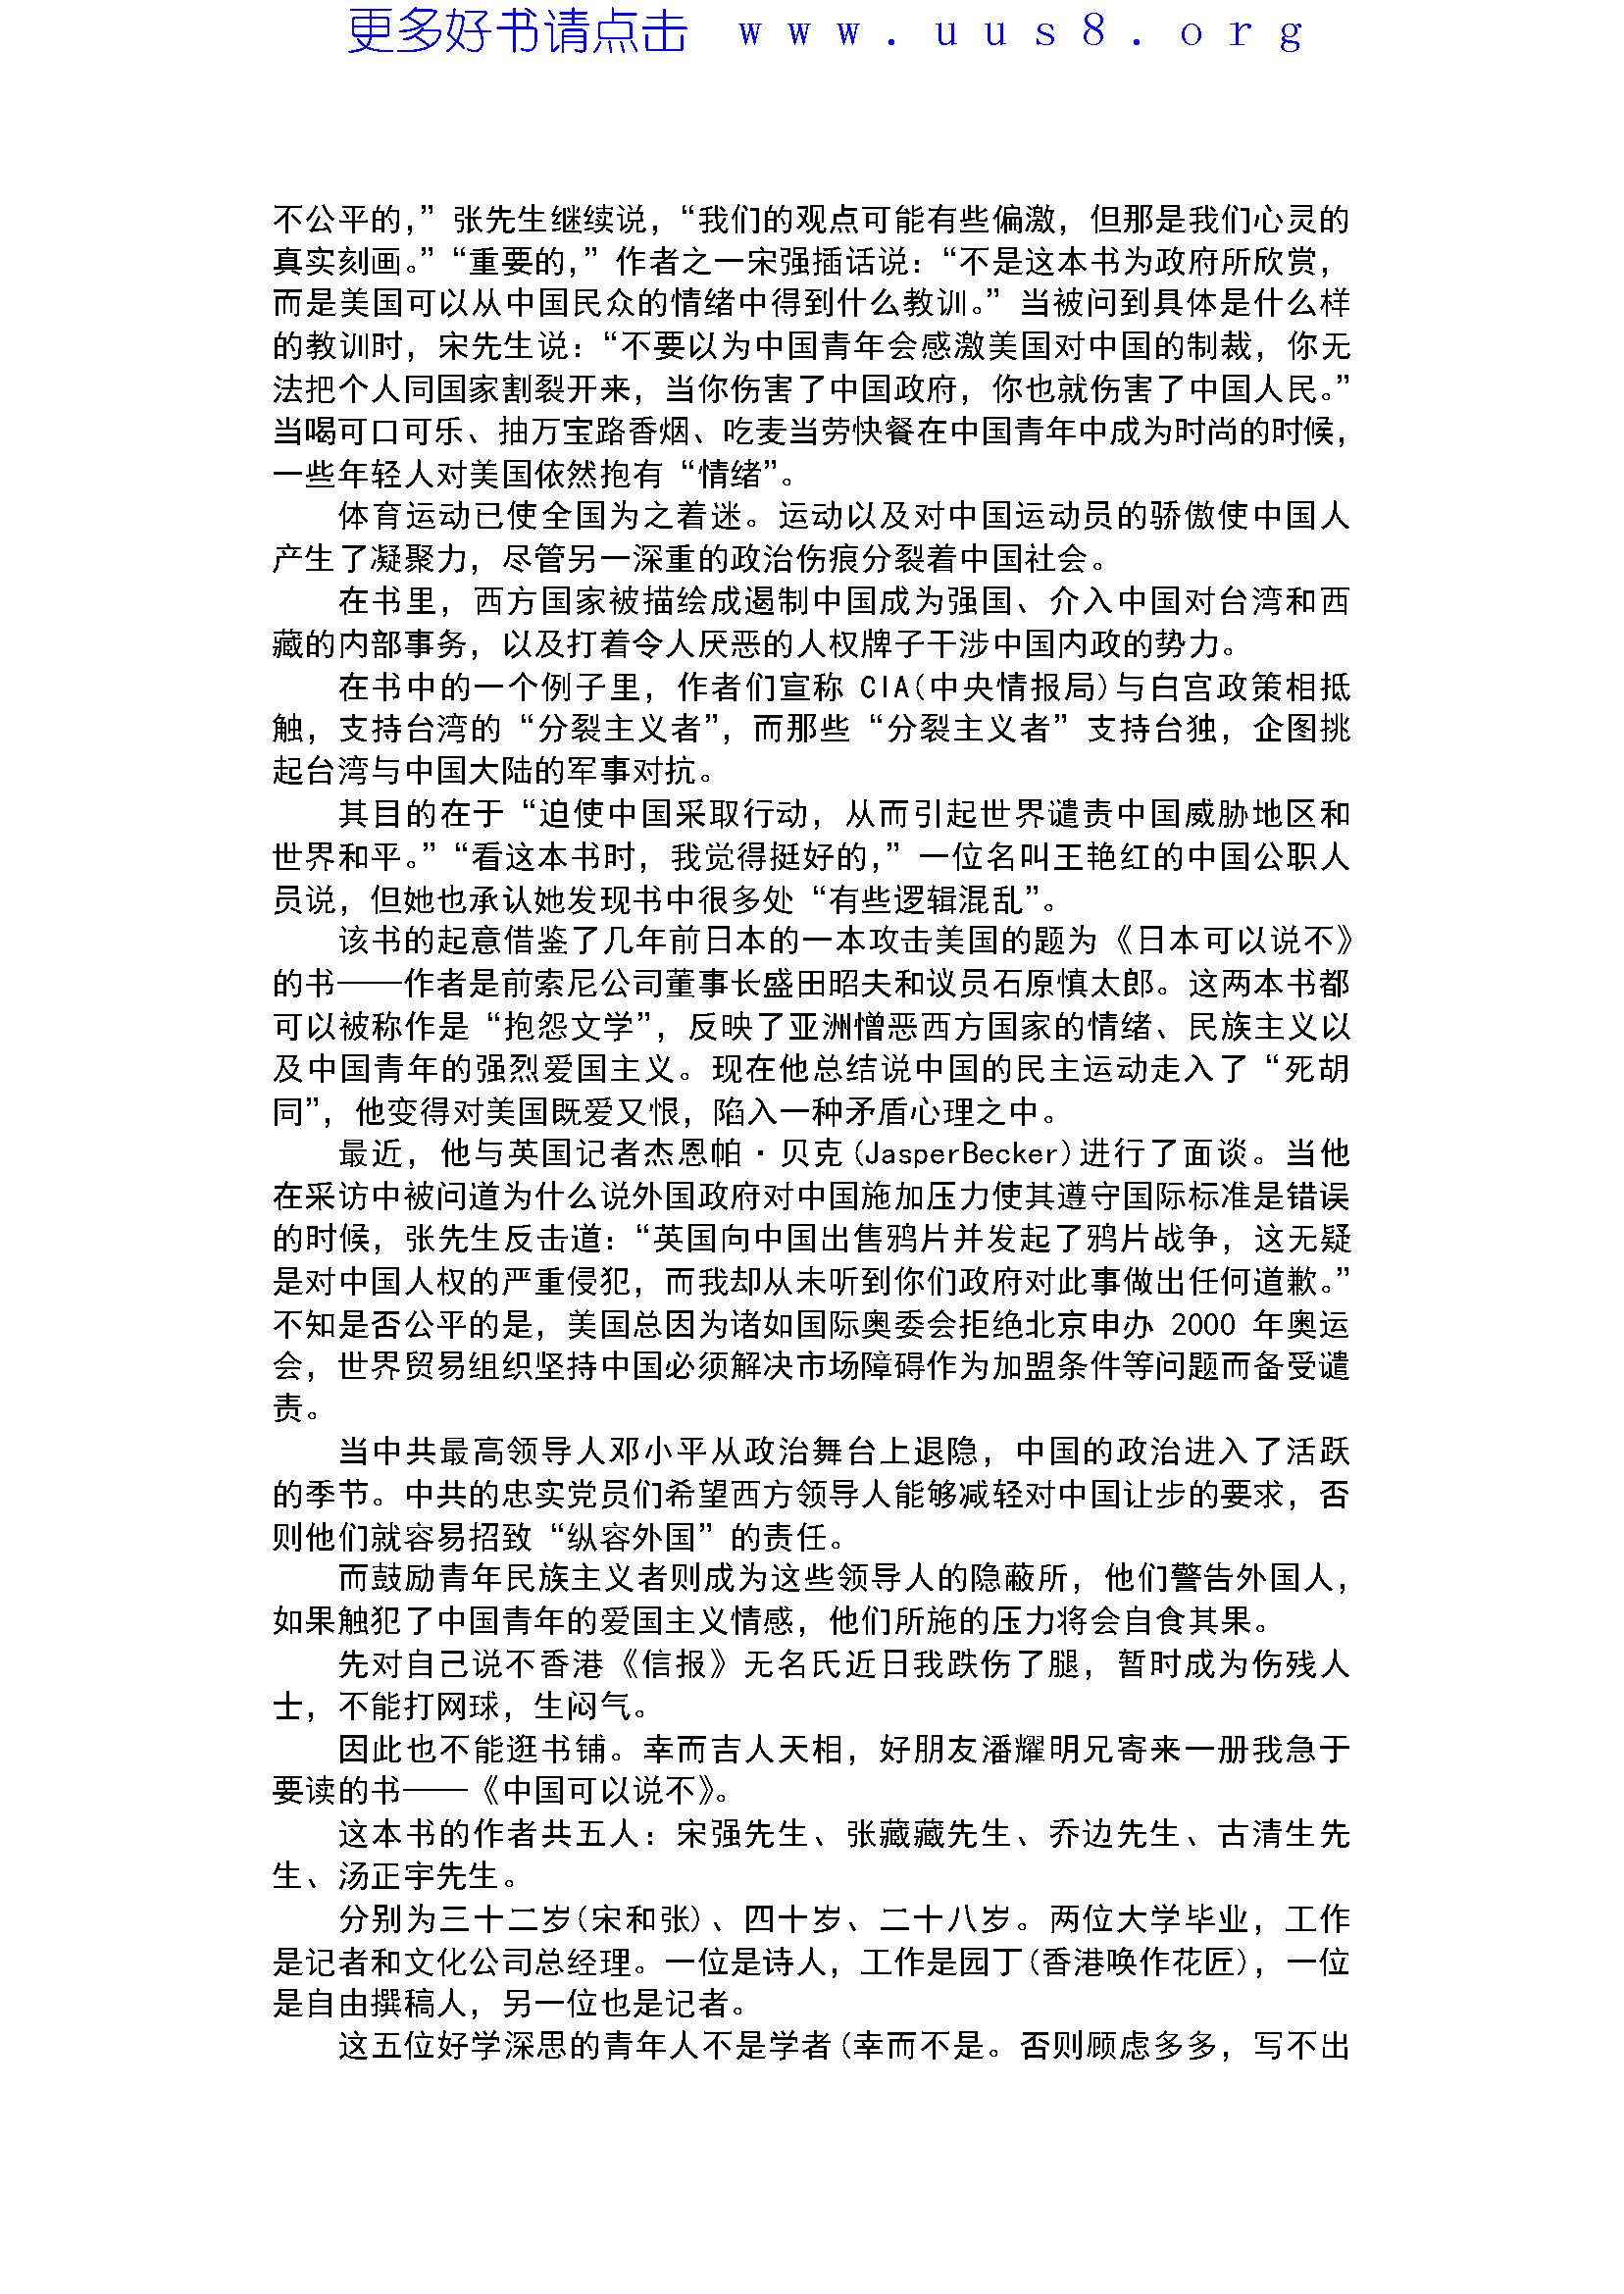 更多好书请点击 www.uus8.org
不公平的，”张先生继续说，“我们的观点可能有些偏激，但那是我们心灵的
真实刻画。”“重要的，”作者之一宋强插话说：“不是这本书为政府所欣赏，
而是美国可以从中国民众的情绪中得到什么教训。”当被问到具体是什么样
的教训时，宋先生说：“不要以为中国青年会感激美国对中国的制裁，你无
法把个人同国家割裂开来，当你伤害了中国政府，你也就伤害了中国人民。”
当喝可口可乐、抽万宝路香烟、吃麦当劳快餐在中国青年中成为时尚的时候，
一些年轻人对美国依然抱有“情绪”。
体育运动已使全国为之着迷。运动以及对中国运动员的骄傲使中国人
产生了凝聚力，尽管另一深重的政治伤痕分裂着中国社会。
在书里，西方国家被描绘成遏制中国成为强国、介入中国对台湾和西
藏的内部事务，以及打着令人厌恶的人权牌子干涉中国内政的势力。
在书中的一个例子里，作者们宣称 CIA(中央情报局)与白宫政策相抵
触，支持台湾的“分裂主义者”，而那些“分裂主义者”支持台独，企图挑
起台湾与中国大陆的军事对抗。
其目的在于“迫使中国采取行动，从而引起世界谴责中国威胁地区和
世界和平。”“看这本书时，我觉得挺好的，”一位名叫王艳红的中国公职人
员说，但她也承认她发现书中很多处“有些逻辑混乱”。
该书的起意借鉴了几年前日本的一本攻击美国的题为《日本可以说不》
的书——作者是前索尼公司董事长盛田昭夫和议员石原慎太郎。这两本书都
可以被称作是“抱怨文学”，反映了亚洲憎恶西方国家的情绪、民族主义以
及中国青年的强烈爱国主义。现在他总结说中国的民主运动走入了“死胡
同”，他变得对美国既爱又恨，陷入一种矛盾心理之中。
最近，他与英国记者杰恩帕·贝克(JasperBecker)进行了面谈。当他
在采访中被问道为什么说外国政府对中国施加压力使其遵守国际标准是错误
的时候，张先生反击道：“英国向中国出售鸦片并发起了鸦片战争，这无疑
是对中国人权的严重侵犯，而我却从未听到你们政府对此事做出任何道歉。”
不知是否公平的是，美国总因为诸如国际奥委会拒绝北京申办 2000 年奥运
会，世界贸易组织坚持中国必须解决市场障碍作为加盟条件等问题而备受谴
责。
当中共最高领导人邓小平从政治舞台上退隐，中国的政治进入了活跃
的季节。中共的忠实党员们希望西方领导人能够减轻对中国让步的要求，否
则他们就容易招致“纵容外国”的责任。
而鼓励青年民族主义者则成为这些领导人的隐蔽所，他们警告外国人，
如果触犯了中国青年的爱国主义情感，他们所施的压力将会自食其果。
先对自己说不香港《信报》无名氏近日我跌伤了腿，暂时成为伤残人
士，不能打网球，生闷气。
因此也不能逛书铺。幸而吉人天相，好朋友潘耀明兄寄来一册我急于
要读的书——《中国可以说不》。
这本书的作者共五人：宋强先生、张藏藏先生、乔边先生、古清生先
生、汤正宇先生。
分别为三十二岁(宋和张)、四十岁、二十八岁。两位大学毕业，工作
是记者和文化公司总经理。一位是诗人，工作是园丁(香港唤作花匠)，一位
是自由撰稿人，另一位也是记者。
这五位好学深思的青年人不是学者(幸而不是。否则顾虑多多，写不出